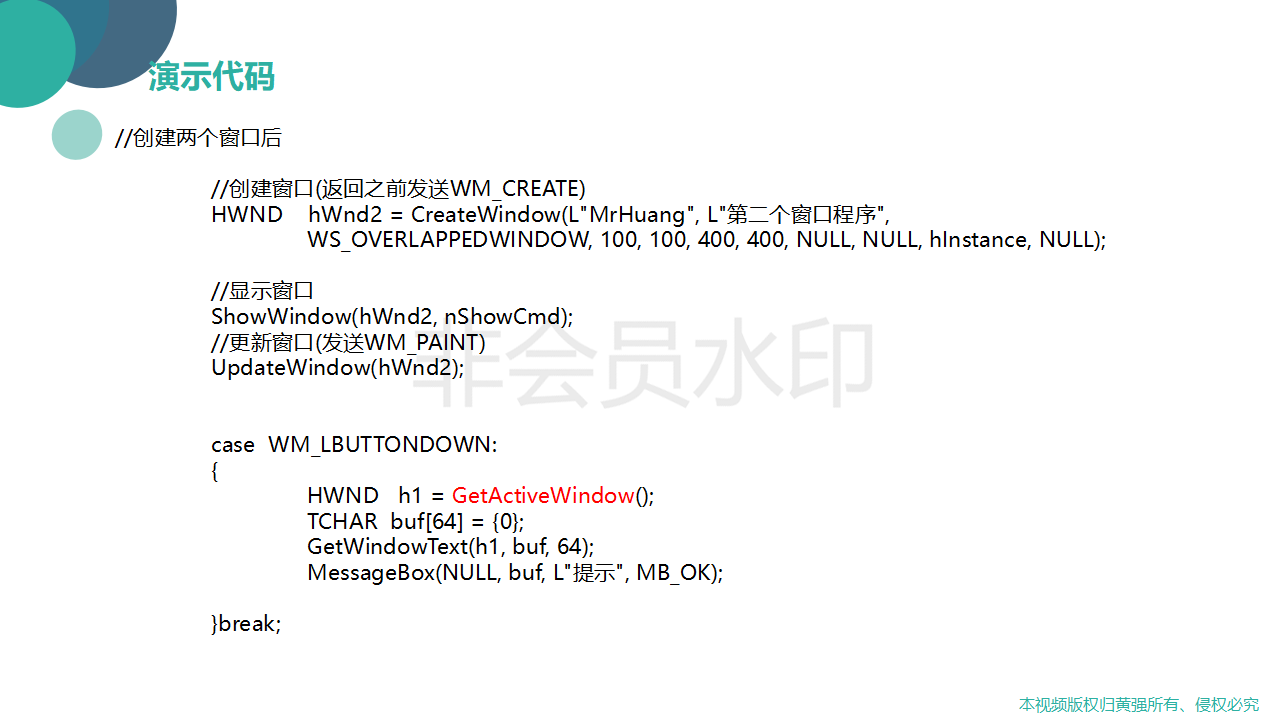 演示代码
//创建两个窗口后
//创建窗口(返回之前发送WM_CREATE)
HWND hWnd2 = CreateWindow(L"MrHuang", L"第二个窗口程序",
WS_OVERLAPPEDWINDOW, 100, 100, 400, 400, NULL, NULL, hInstance, NULL);
//显示窗口
ShowWindow(hWnd2, nShowCmd);
//更新窗口(发送WM_PAINT)
UpdateWindow(hWnd2);
非会员水印
case WM_LBUTTONDOWN:
{
HWND h1 = GetActiveWindow();
TCHAR buf[64] = {0};
GetWindowText(h1, buf, 64);
MessageBox(NULL, buf, L"提示", MB_OK);
}break;
本视频版权归黄强所有、侵权必究